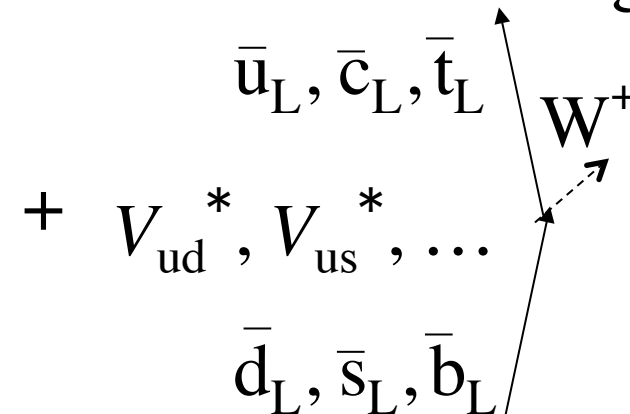 ū_L, c̄_L, t̄_L
W⁺
+ V_ud*, V_us*, …
d̄_L, s̄_L, b̄_L